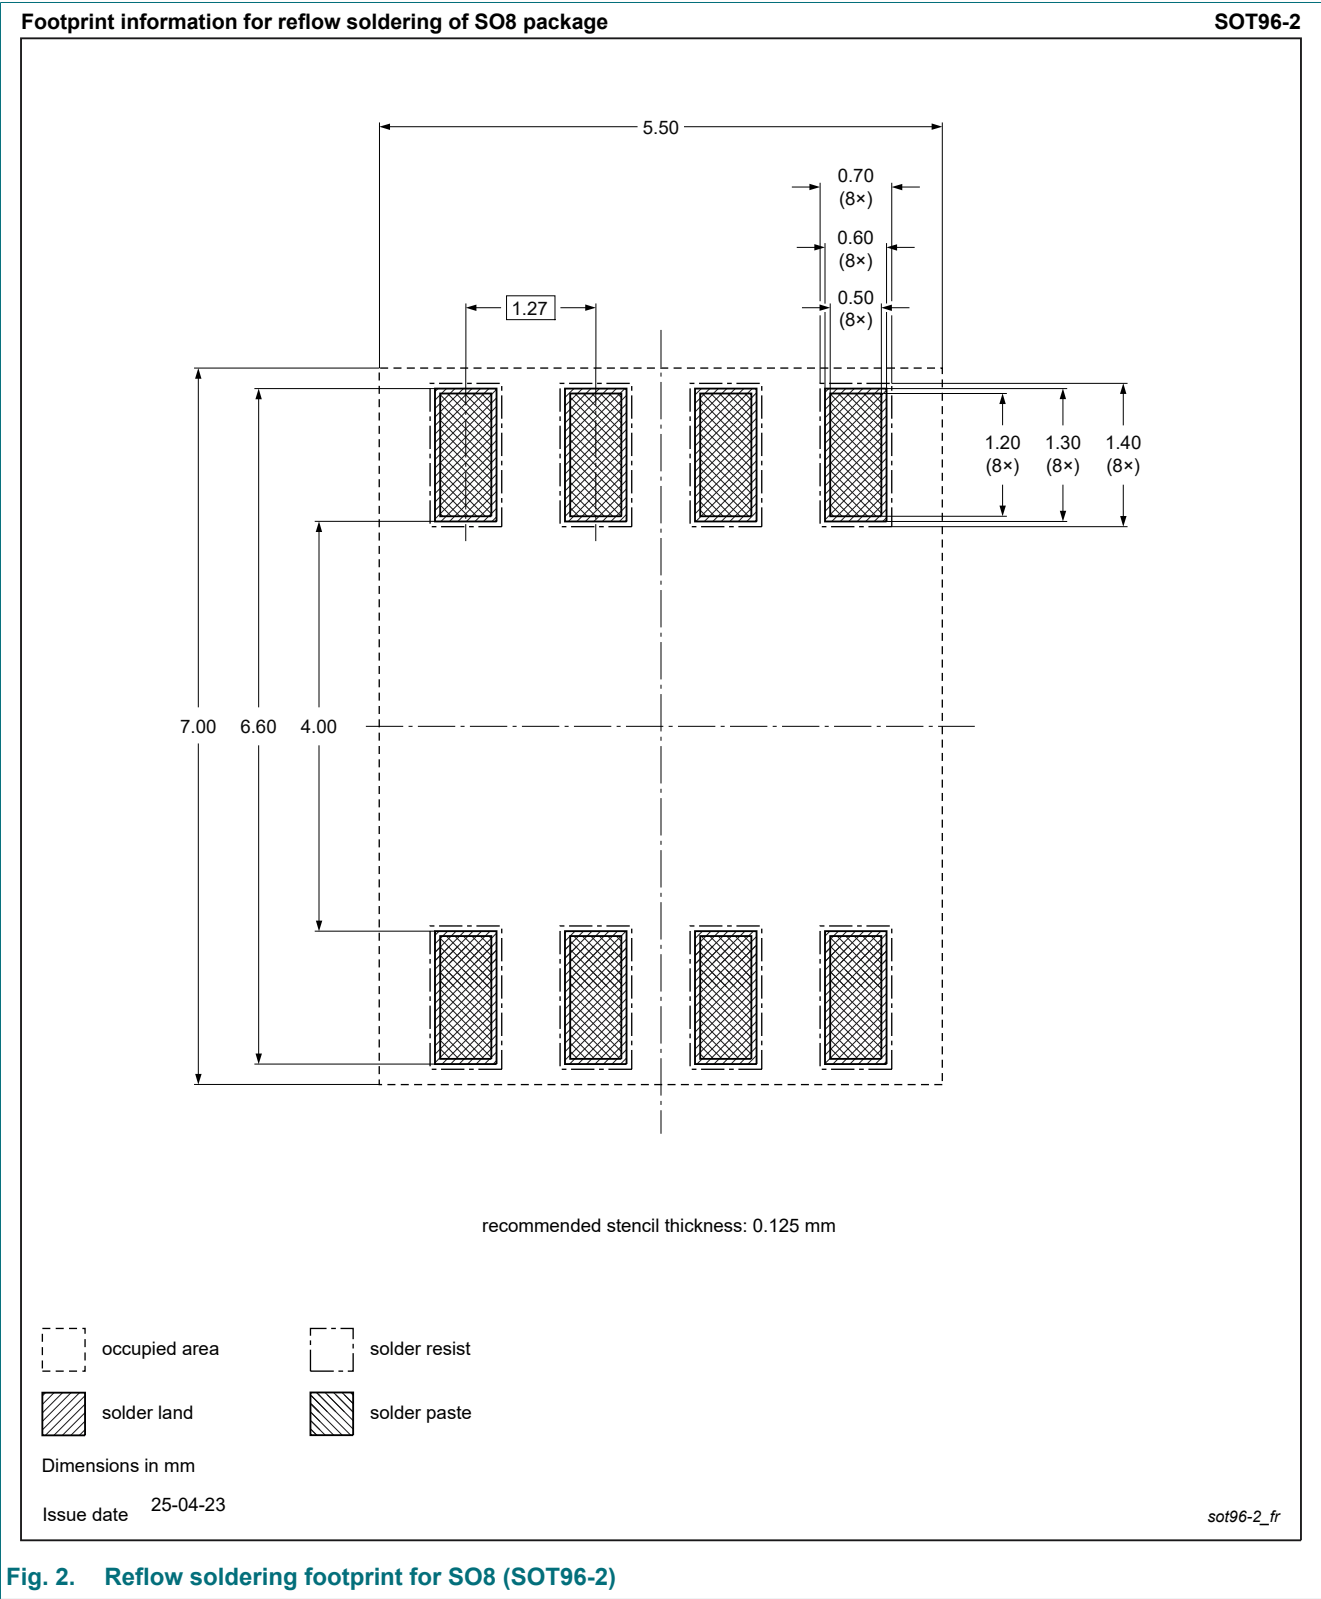 Footprint information for reflow soldering of SO8 package SOT96-2
5.50
0.70
(8×)
0.60
(8×)
0.50
(8×)
1.27
1.20 1.30 1.40
(8×) (8×) (8×)
7.00 6.60 4.00
recommended stencil thickness: 0.125 mm
occupied area solder resist
solder land solder paste
Dimensions in mm
Issue date 25-04-23
sot96-2_fr
Fig. 2. Reflow soldering footprint for SO8 (SOT96-2)